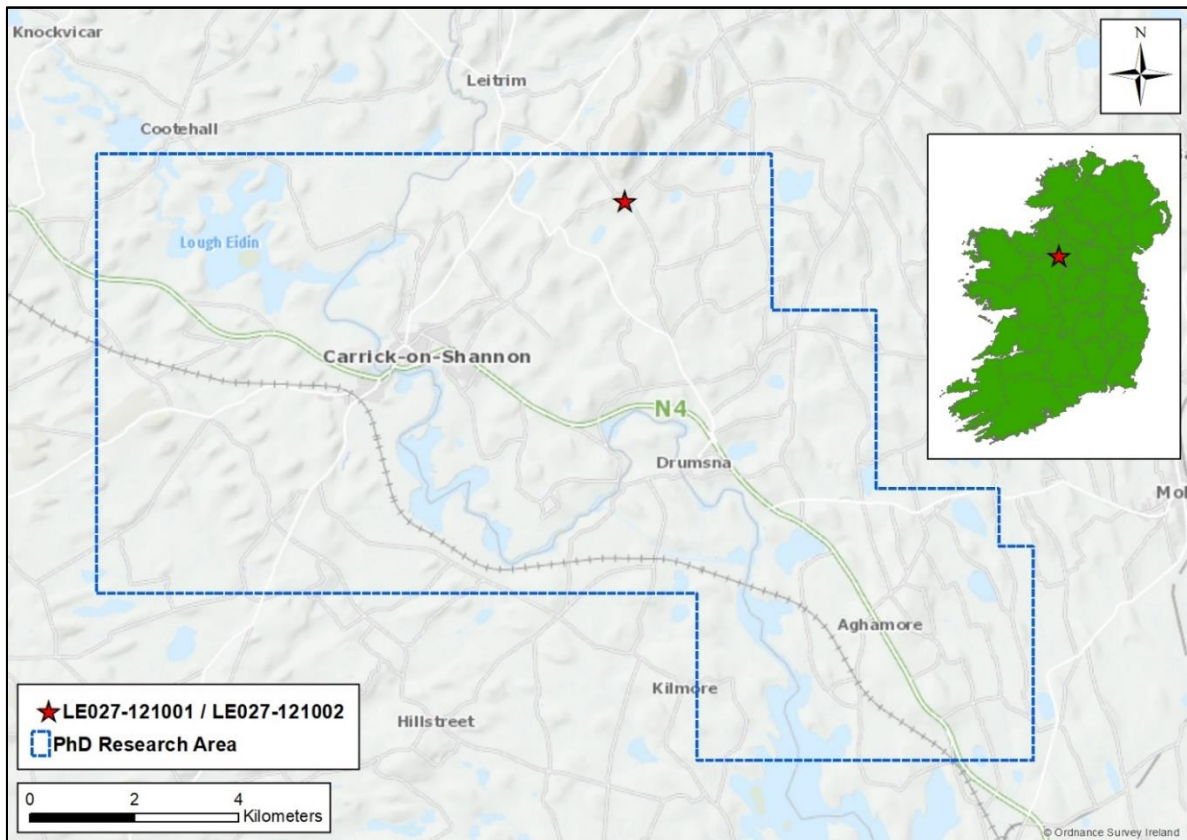 Knockvicar
N
Leitrim
Cootehall
Lough Eidin
Carrick-on-Shannon
N4
Drumsna
Mol
Aghamore
Kilmore
Hillstreet
LE027-121001 / LE027-121002
PhD Research Area
0 2 4
Kilometers
© Ordnance Survey Ireland